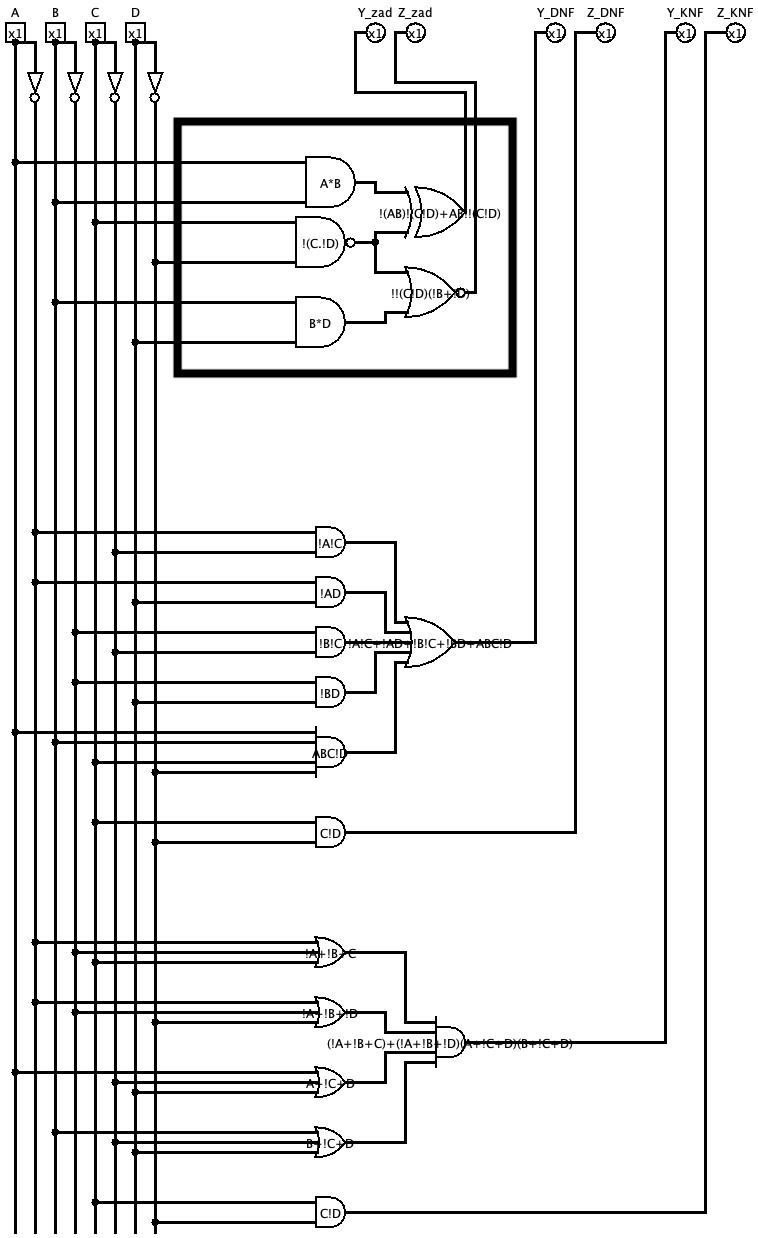 A B C D Y_zad Z_zad Y_DNF Z_DNF Y_KNF Z_KNF
x1 x1 x1 x1 x1 x1 x1 x1 x1 x1
A*B
!(AB)!(C!D)+AB!!(C!D)
!(C.!D)
!!(C!D)(!B+!D)
B*D
!A!C
!AD
!B!C !A!C+!AD+!B!C+!BD+ABC!D
!BD
ABC!D
C!D
!A+!B+C
!A+!B+!D
(!A+!B+C)+(!A+!B+!D)(A+!C+D)(B+!C+D)
A+!C+D
B+!C+D
C!D